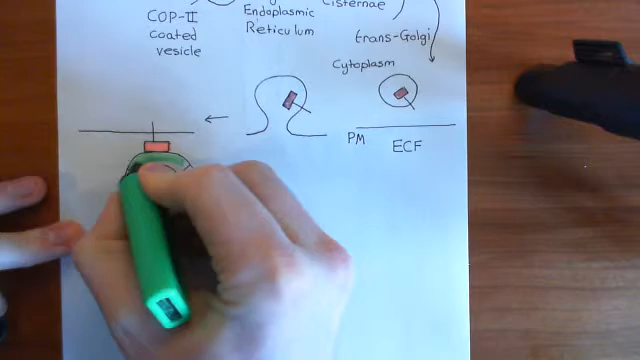 Cisternae
COP-II
coated
vesicle
Endoplasmic
Reticulum
trans-Golgi
Cytoplasm
PM
ECF